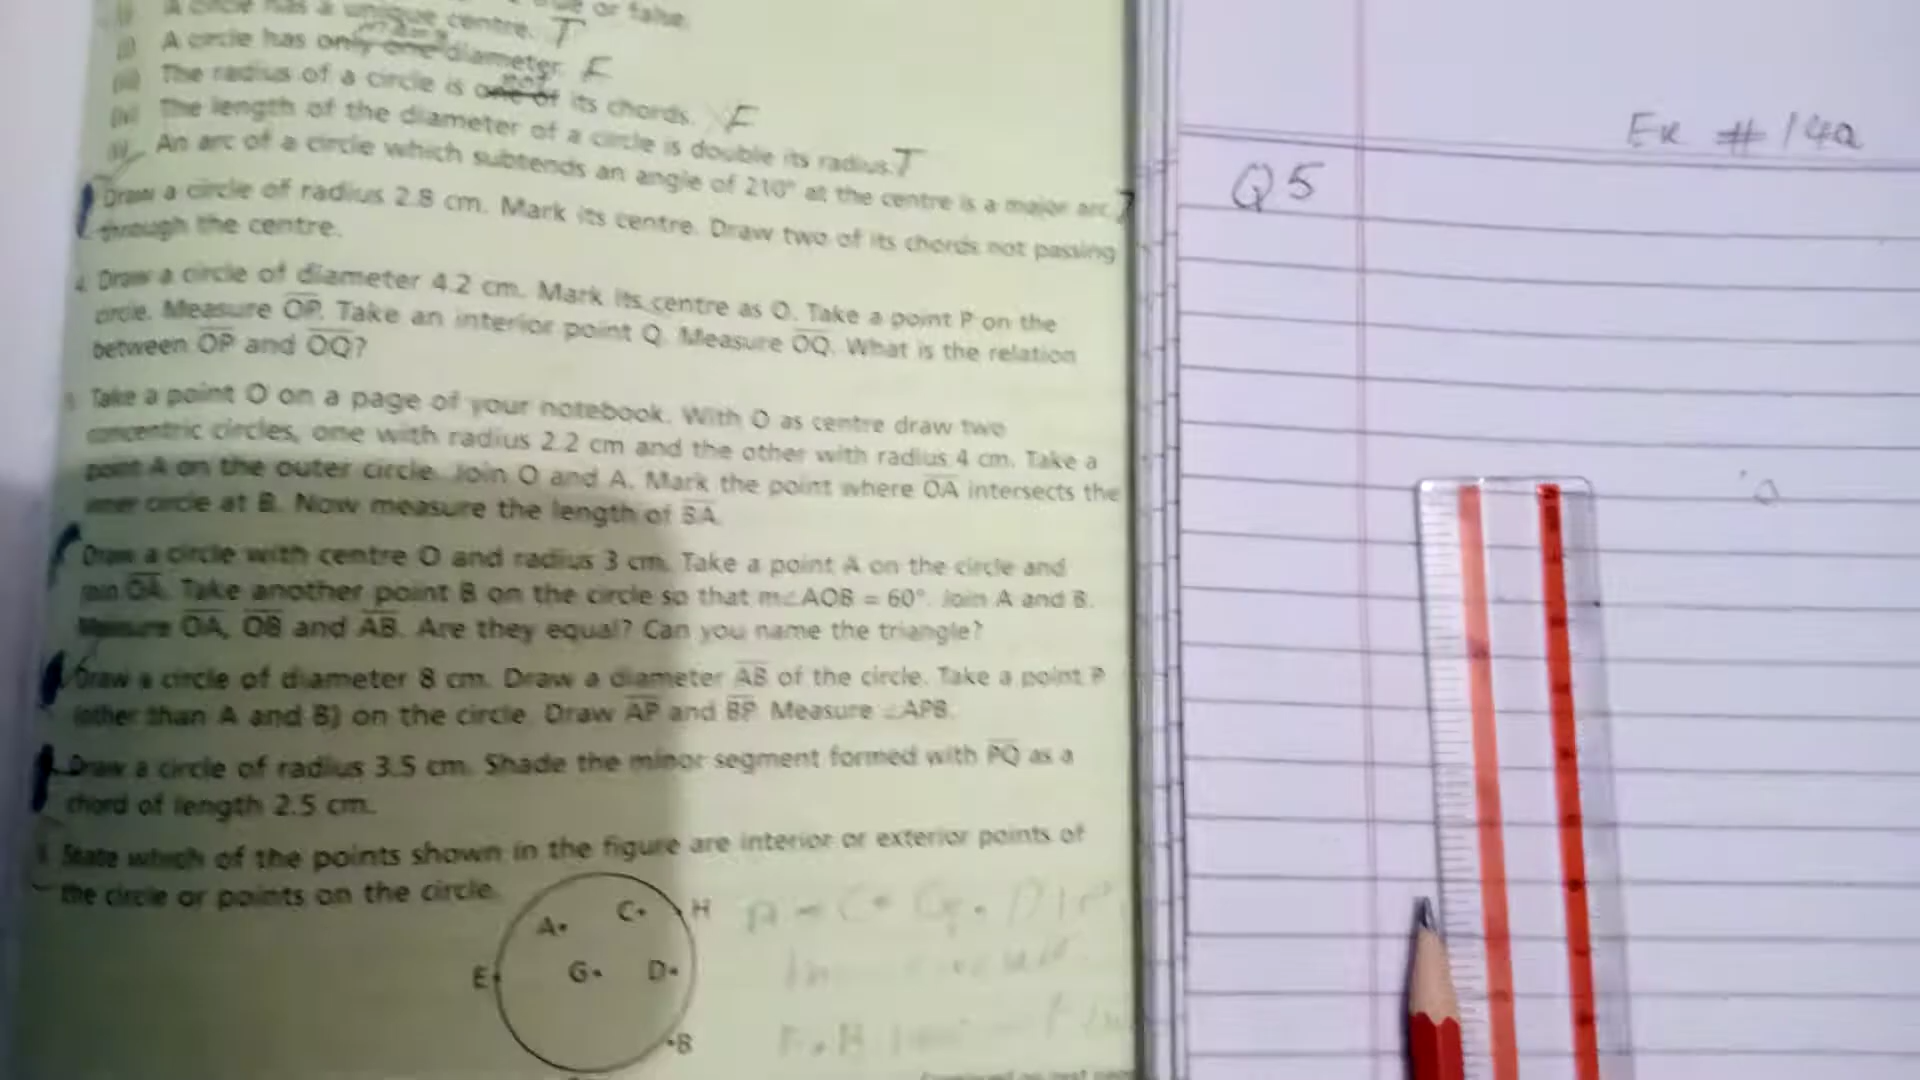 or false.
(i) A circle has a unique centre. T
(ii) A circle has only one diameter. F
(iii) The radius of a circle is one of its chords. F
not
(iv) The length of the diameter of a circle is double its radius. T
An arc of a circle which subtends an angle of 210° at the centre is a major arc. T
Draw a circle of radius 2.8 cm. Mark its centre. Draw two of its chords not passing
through the centre.
4. Draw a circle of diameter 4.2 cm. Mark its centre as O. Take a point P on the
circle. Measure OP. Take an interior point Q. Measure OQ. What is the relation
between OP and OQ?
Take a point O on a page of your notebook. With O as centre draw two
concentric circles, one with radius 2.2 cm and the other with radius 4 cm. Take a
point A on the outer circle. Join O and A. Mark the point where OA intersects the
inner circle at B. Now measure the length of BA.
Draw a circle with centre O and radius 3 cm. Take a point A on the circle and
join OA. Take another point B on the circle so that m∠AOB = 60°. Join A and B.
Measure OA, OB and AB. Are they equal? Can you name the triangle?
Draw a circle of diameter 8 cm. Draw a diameter AB of the circle. Take a point P
(other than A and B) on the circle. Draw AP and BP. Measure ∠APB.
Draw a circle of radius 3.5 cm. Shade the minor segment formed with PQ as a
chord of length 2.5 cm.
State which of the points shown in the figure are interior or exterior points of
the circle or points on the circle.
A
C
H
E
G
D
B
Ex # 14a
Q5
O